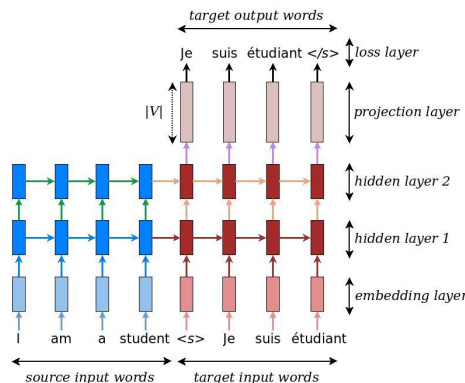 target output words
Je suis étudiant </s> loss layer
|V| projection layer
hidden layer 2
hidden layer 1
embedding layer
I am a student <s> Je suis étudiant
source input words target input words